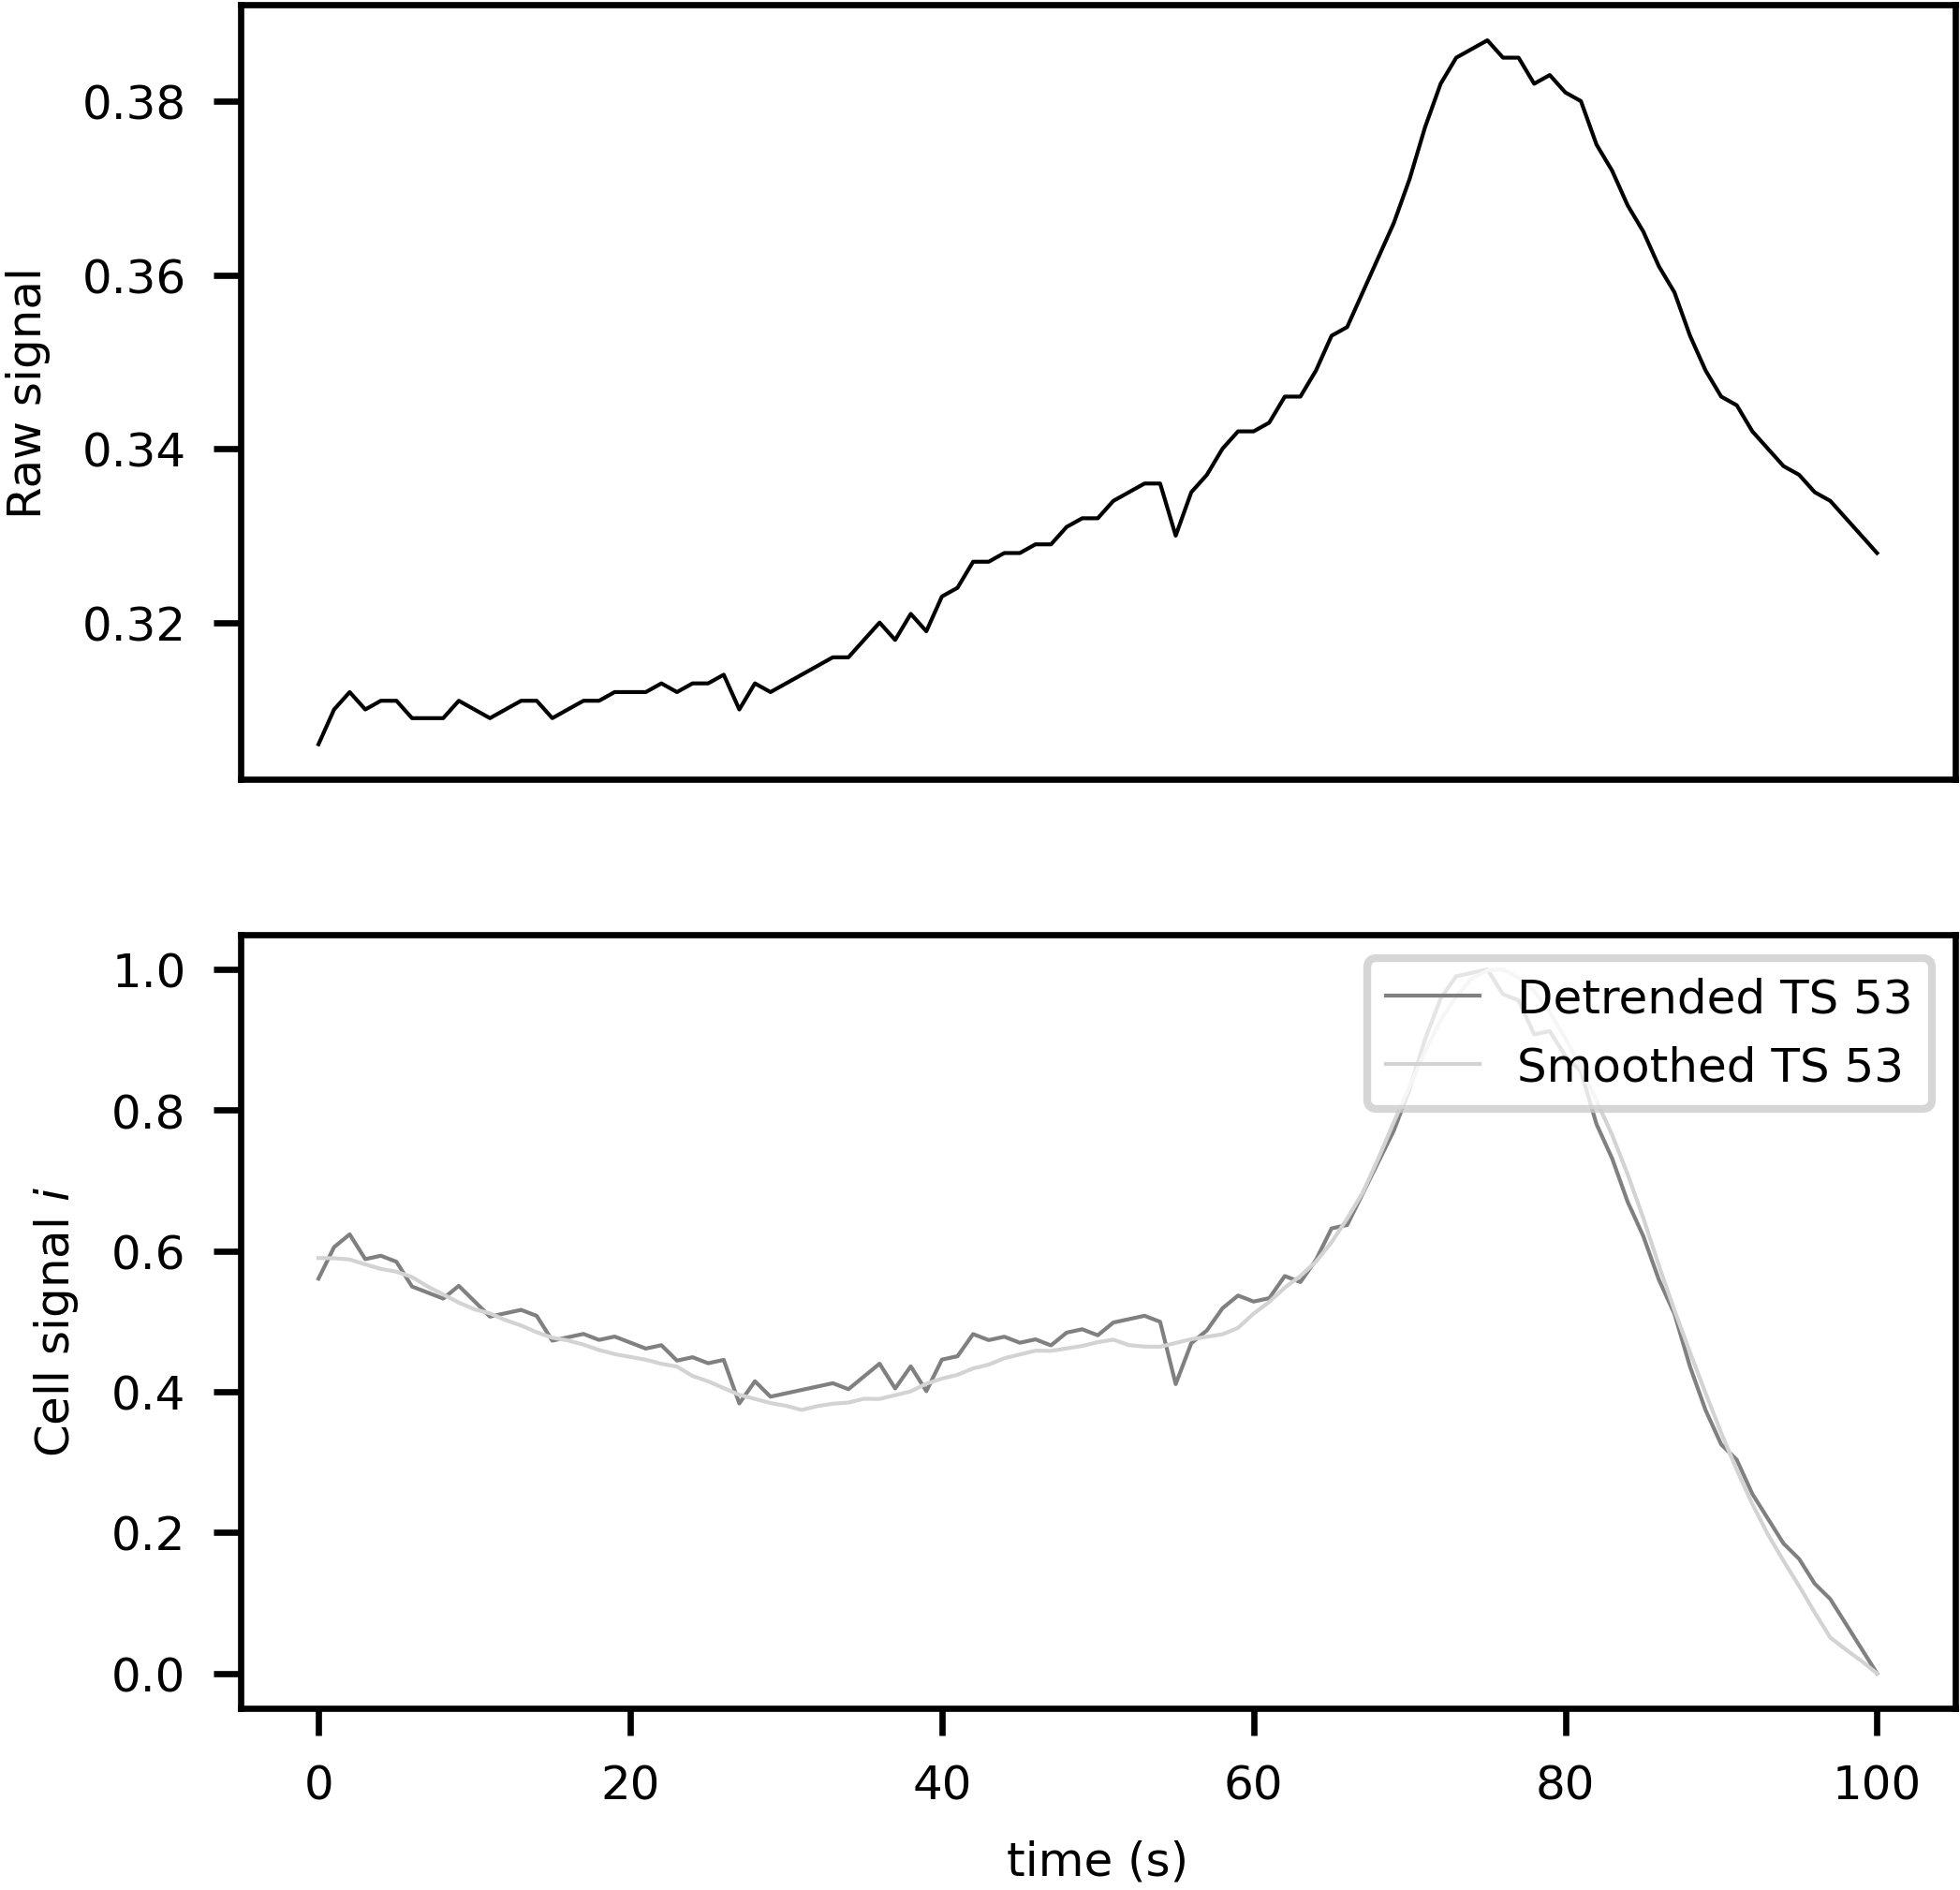 Raw signal
0.38
0.36
0.34
0.32
Cell signal i
1.0
0.8
0.6
0.4
0.2
0.0
Detrended TS 53
Smoothed TS 53
0 20 40 60 80 100
time (s)